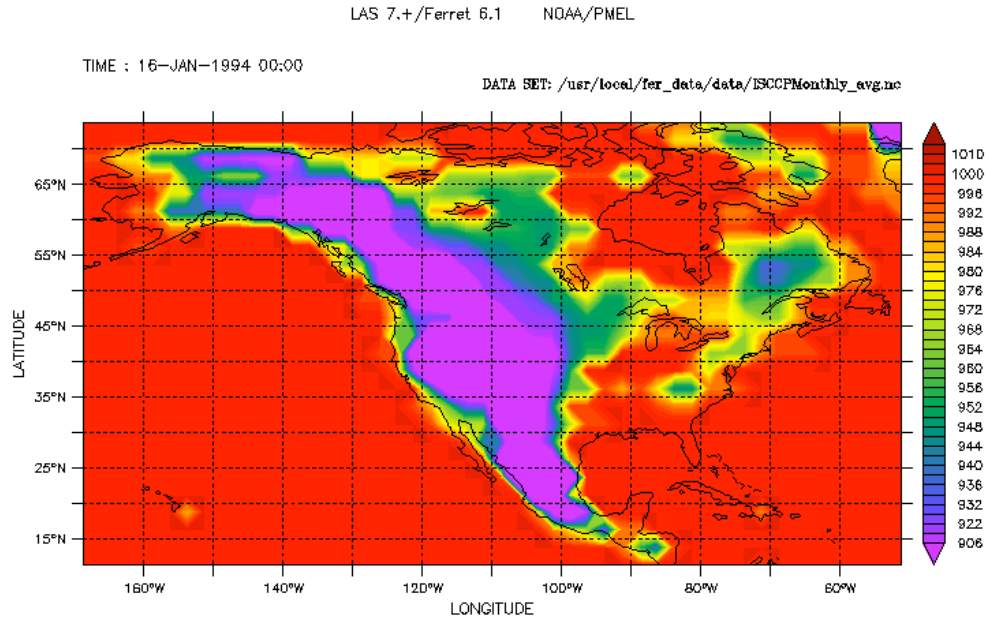 LAS 7.+/Ferret 6.1 NOAA/PMEL
TIME : 16-JAN-1994 00:00
DATA SET: /usr/local/fer_data/data/ISCCPMonthly_avg.nc
65°N
55°N
45°N
35°N
25°N
15°N
LATITUDE
160°W 140°W 120°W 100°W 80°W 60°W
LONGITUDE
1010
1000
996
992
988
984
980
976
972
968
964
960
956
952
948
944
940
936
932
922
906